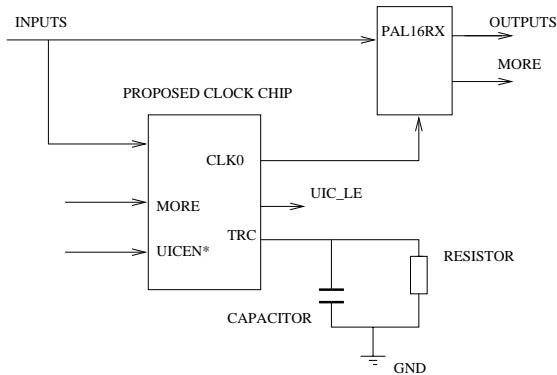 INPUTS
OUTPUTS
PAL16RX
MORE
PROPOSED CLOCK CHIP
CLK0
UIC_LE
MORE
TRC
UICEN*
RESISTOR
CAPACITOR
GND